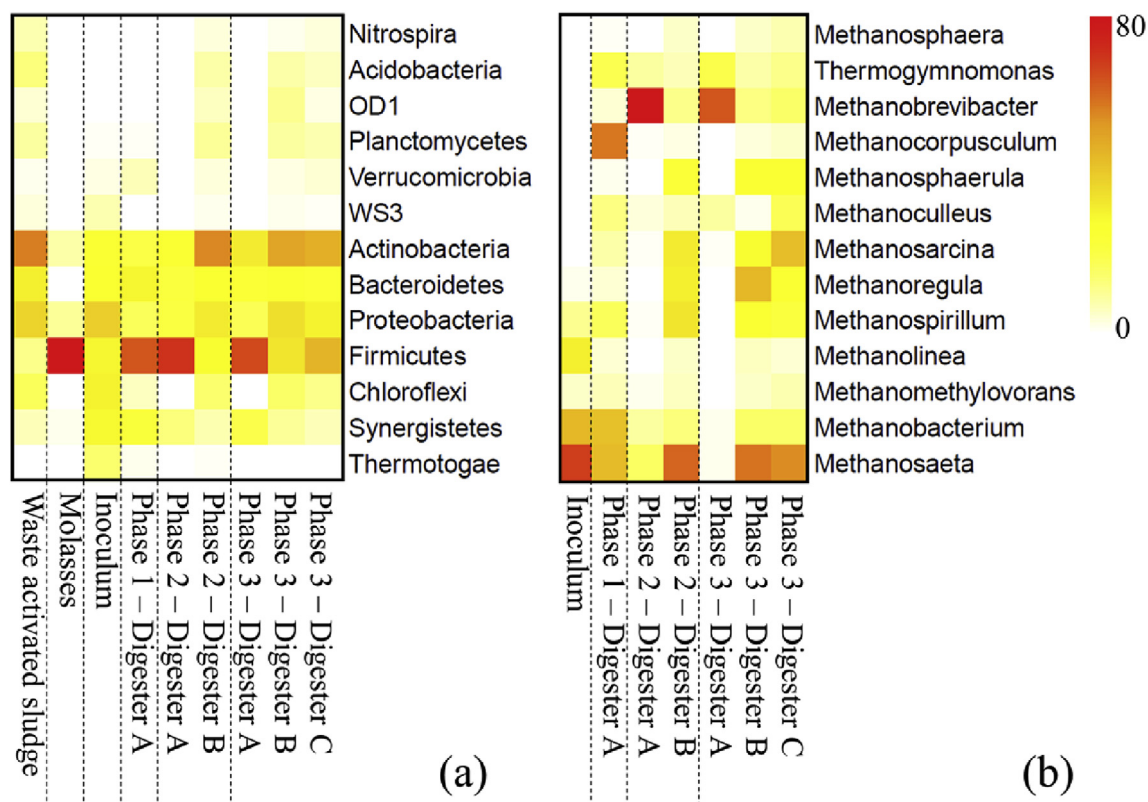 Nitrospira
Acidobacteria
OD1
Planctomycetes
Verrucomicrobia
WS3
Actinobacteria
Bacteroidetes
Proteobacteria
Firmicutes
Chloroflexi
Synergistetes
Thermotogae
Waste activated sludge
Molasses
Inoculum
Phase 1 – Digester A
Phase 2 – Digester A
Phase 2 – Digester B
Phase 3 – Digester A
Phase 3 – Digester B
Phase 3 – Digester C
(a)
Methanosphaera
Thermogymnomonas
Methanobrevibacter
Methanocorpusculum
Methanosphaerula
Methanoculleus
Methanosarcina
Methanoregula
Methanospirillum
Methanolinea
Methanomethylovorans
Methanobacterium
Methanosaeta
Inoculum
Phase 1 – Digester A
Phase 2 – Digester A
Phase 2 – Digester B
Phase 3 – Digester A
Phase 3 – Digester B
Phase 3 – Digester C
(b)
80
0